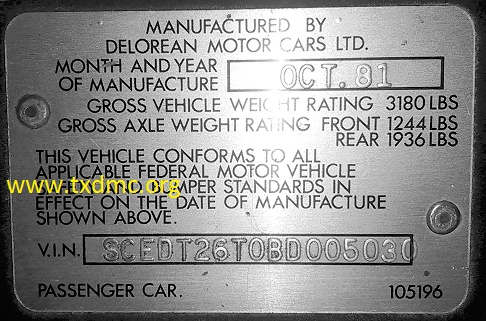 MANUFACTURED BY
DELOREAN MOTOR CARS LTD.
MONTH AND YEAR
OF MANUFACTURE OCT.81
GROSS VEHICLE WEIGHT RATING 3180 LBS
GROSS AXLE WEIGHT RATING FRONT 1244 LBS
REAR 1936 LBS
THIS VEHICLE CONFORMS TO ALL
APPLICABLE FEDERAL MOTOR VEHICLE
www.txdmc.org
BUMPER STANDARDS IN
EFFECT ON THE DATE OF MANUFACTURE
SHOWN ABOVE.
V.I.N. SCEDT26T0BD005030
PASSENGER CAR. 105196